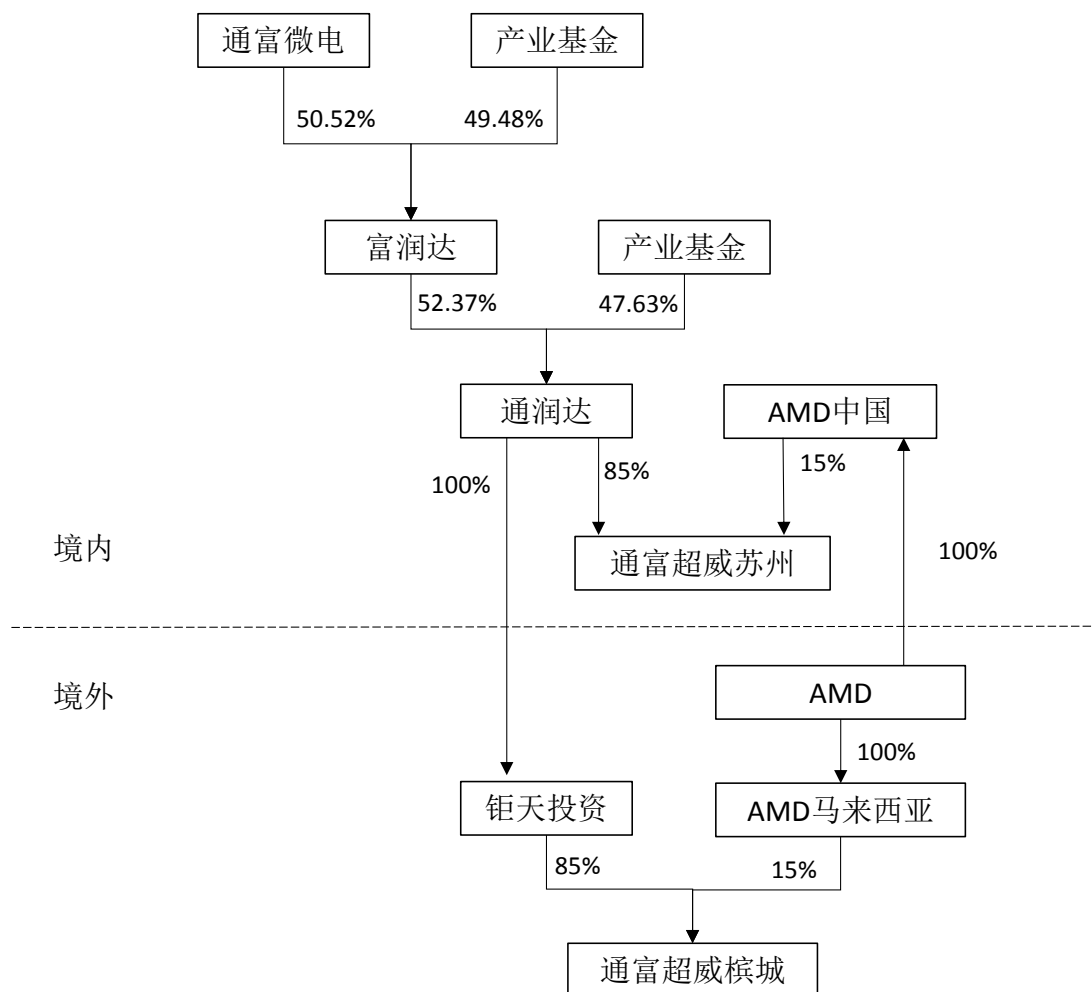 通富微电
产业基金
50.52%
49.48%
富润达
产业基金
52.37%
47.63%
通润达
AMD中国
100%
85%
15%
境内
通富超威苏州
100%
境外
AMD
100%
钜天投资
AMD马来西亚
85%
15%
通富超威槟城